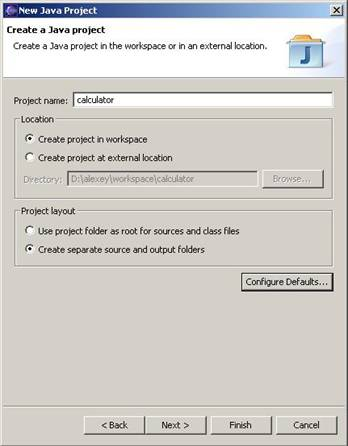 New Java Project
Create a Java project
Create a Java project in the workspace or in an external location.
J
Project name: calculator
Location
Create project in workspace
Create project at external location
Directory: D:\alexey\workspace\calculator Browse...
Project layout
Use project folder as root for sources and class files
Create separate source and output folders
Configure Defaults...
< Back Next > Finish Cancel